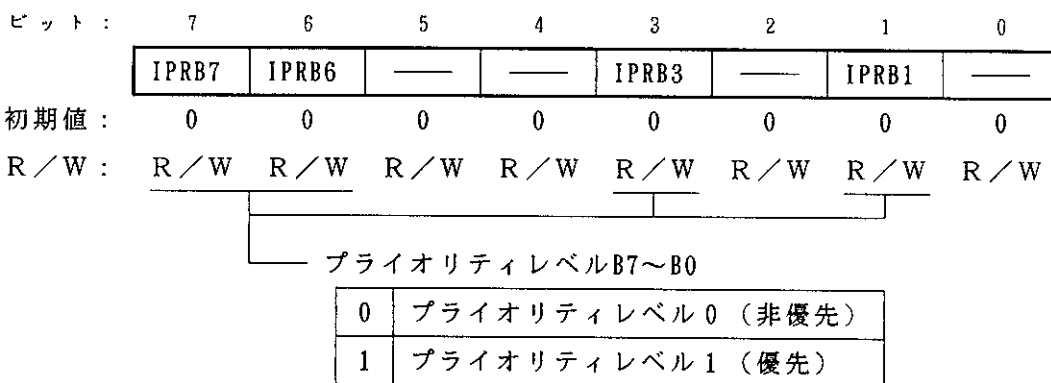 ビット： 7 6 5 4 3 2 1 0
IPRB7 IPRB6 ― ― IPRB3 ― IPRB1 ―
初期値： 0 0 0 0 0 0 0 0
R／W： R／W R／W R／W R／W R／W R／W R／W R／W
プライオリティレベルB7～B0
0 プライオリティレベル0（非優先）
1 プライオリティレベル1（優先）